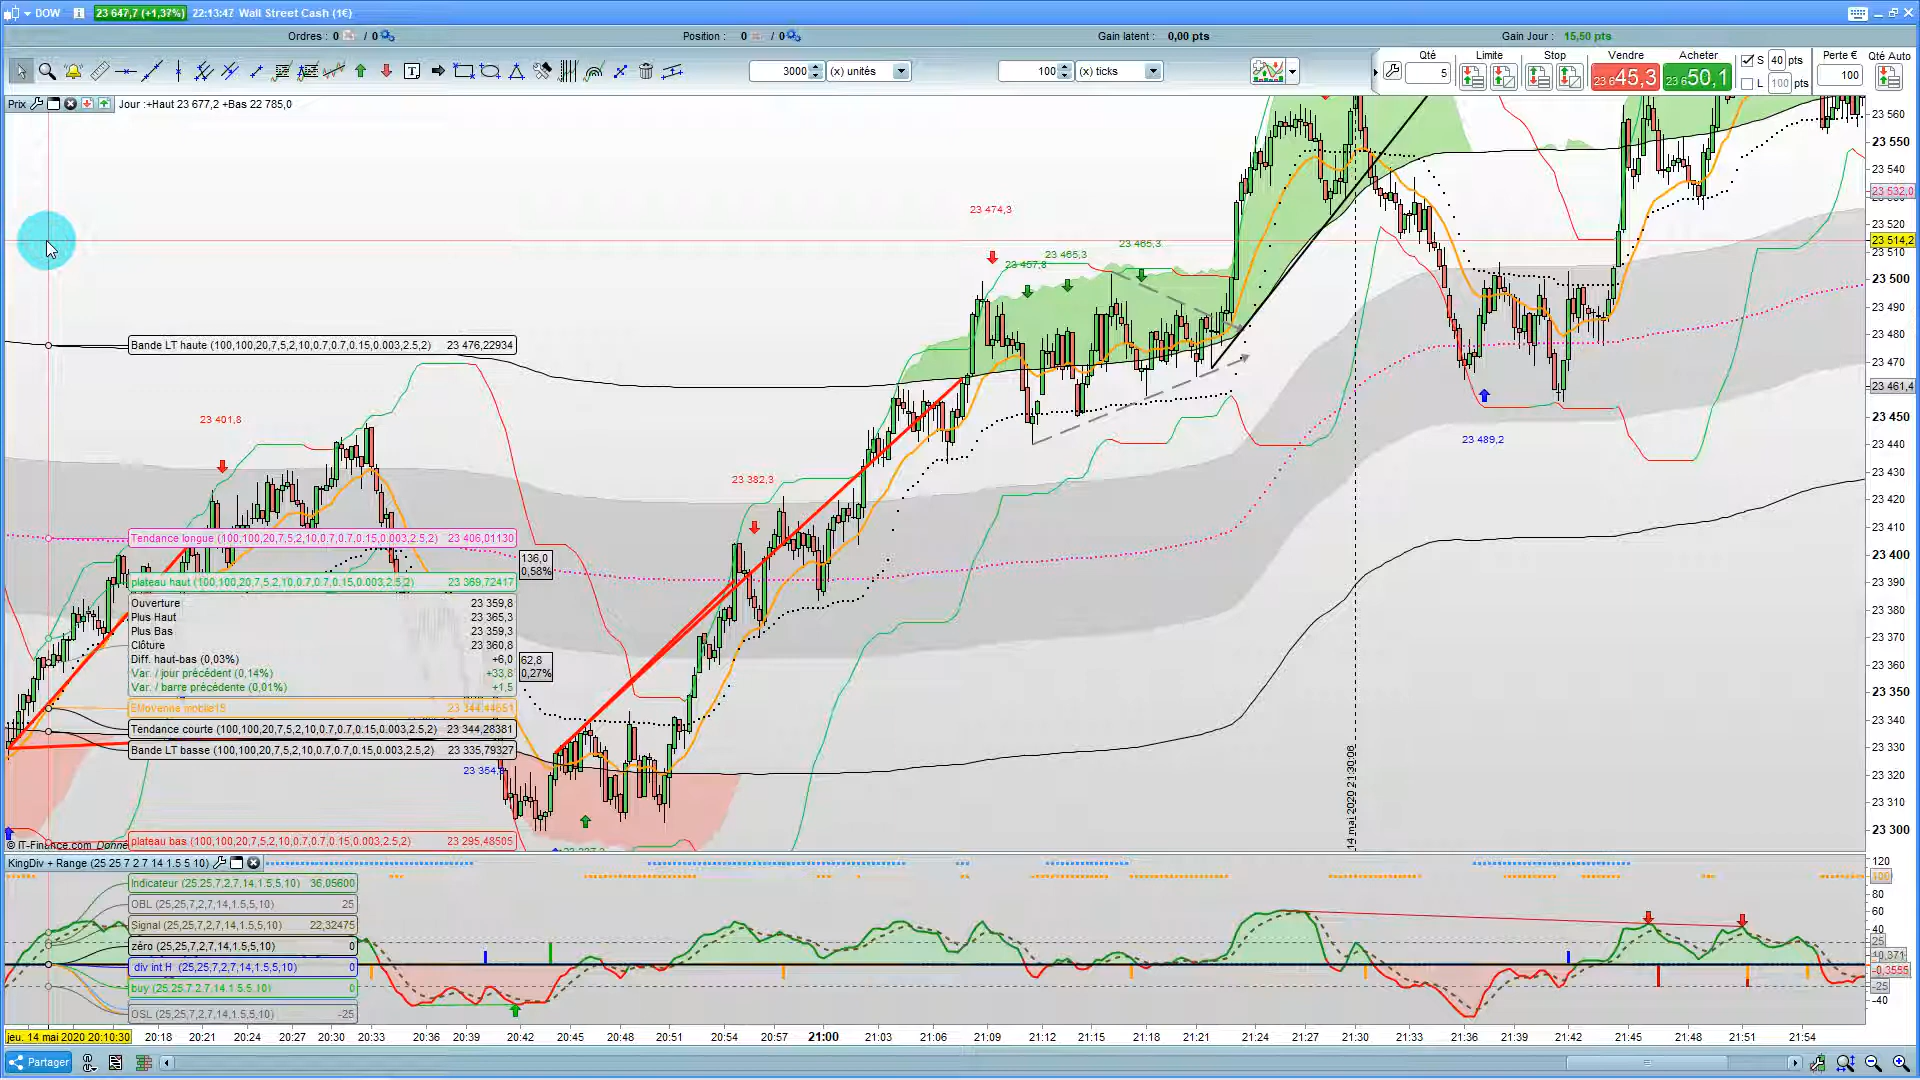 DOW 23 647,7 (+1,37%) 22:13:47 Wall Street Cash (1€)
Ordres : 0 / 0 Position : 0 / 0 Gain latent : 0,00 pts Gain Jour : 15,50 pts
3000 (x) unités 100 (x) ticks
Qté Limite Stop Vendre Acheter S 40 pts Perte € Qté Auto
5 23 645,3 23 650,1 L 100 pts 100
Prix Jour :+Haut 23 677,2 +Bas 22 785,0
23 560
23 550
23 540
23 532,0
23 520
23 514,2
23 510
23 500
23 490
23 480
23 470
23 461,4
23 450
23 440
23 430
23 420
23 410
23 400
23 390
23 380
23 370
23 360
23 350
23 340
23 330
23 320
23 310
23 300
23 474,3
23 457,8
23 465,3
23 465,3
Bande LT haute (100,100,20,7,5,2,10,0.7,0.7,0.15,0.003,2.5,2) 23 476,22934
23 401,8
23 382,3
23 489,2
Tendance longue (100,100,20,7,5,2,10,0.7,0.7,0.15,0.003,2.5,2) 23 406,01130
136,0
0,58%
plateau haut (100,100,20,7,5,2,10,0.7,0.7,0.15,0.003,2.5,2) 23 369,72417
Ouverture 23 359,8
Plus Haut 23 365,3
Plus Bas 23 359,3
Clôture 23 360,8
Diff. haut-bas (0,03%) +6,0
Var. / jour précédent (0,14%) +33,8
Var. / barre précédente (0,01%) +1,5
62,8
0,27%
EMoyenne mobile15 23 344,44651
Tendance courte (100,100,20,7,5,2,10,0.7,0.7,0.15,0.003,2.5,2) 23 344,28381
Bande LT basse (100,100,20,7,5,2,10,0.7,0.7,0.15,0.003,2.5,2) 23 335,79327
23 354,
14 mai 2020 21:30:06
© IT-Finance.com Donné
plateau bas (100,100,20,7,5,2,10,0.7,0.7,0.15,0.003,2.5,2) 23 295,48505
KingDiv + Range (25 25 7 2 7 14 1.5 5 10)
Indicateur (25,25,7,2,7,14,1.5,5,10) 36,05600
OBL (25,25,7,2,7,14,1.5,5,10) 25
Signal (25,25,7,2,7,14,1.5,5,10) 22,32475
zéro (25,25,7,2,7,14,1.5,5,10) 0
div int H (25,25,7,2,7,14,1.5,5,10) 0
buy (25,25,7,2,7,14,1.5,5,10) 0
OSL (25,25,7,2,7,14,1.5,5,10) -25
120
100
80
60
40
25
-0,3555
-25
-40
jeu. 14 mai 2020 20:10:30 20:18 20:21 20:24 20:27 20:30 20:33 20:36 20:39 20:42 20:45 20:48 20:51 20:54 20:57 21:00 21:03 21:06 21:09 21:12 21:15 21:18 21:21 21:24 21:27 21:30 21:33 21:36 21:39 21:42 21:45 21:48 21:51 21:54
Partager